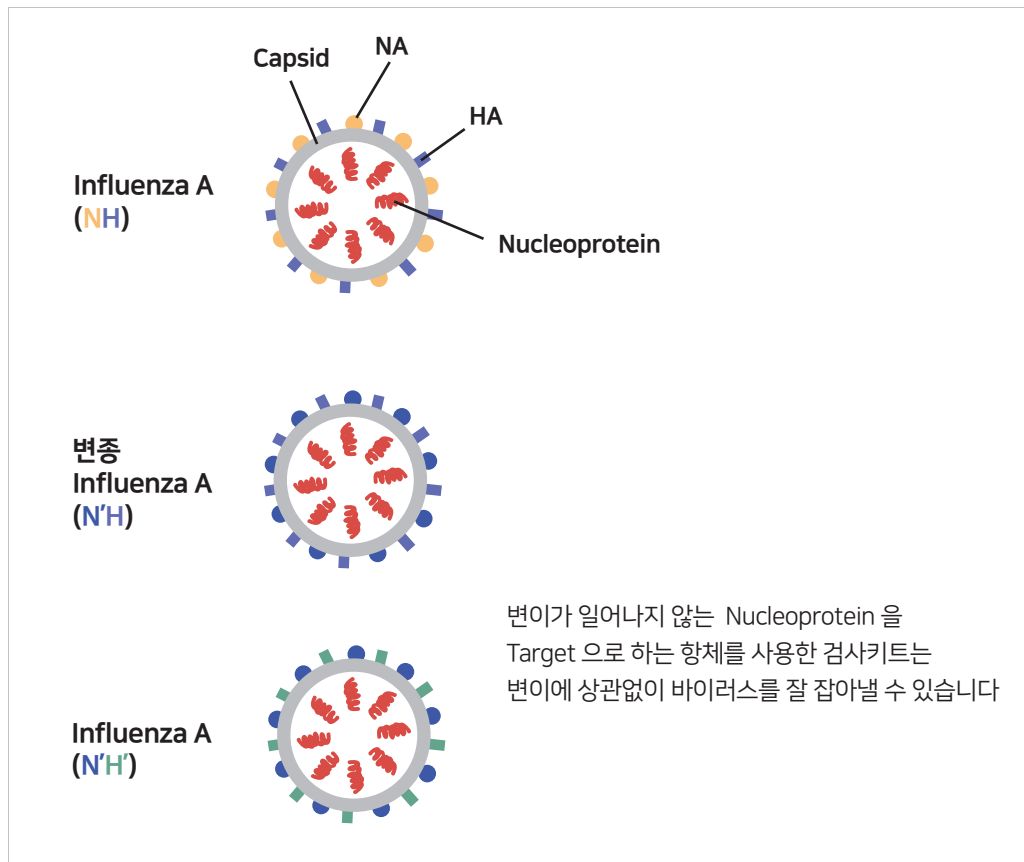 Capsid
NA
HA
Influenza A
(NH)
Nucleoprotein
변종
Influenza A
(N'H)
변이가 일어나지 않는 Nucleoprotein 을
Target 으로 하는 항체를 사용한 검사키트는
변이에 상관없이 바이러스를 잘 잡아낼 수 있습니다
Influenza A
(N'H')